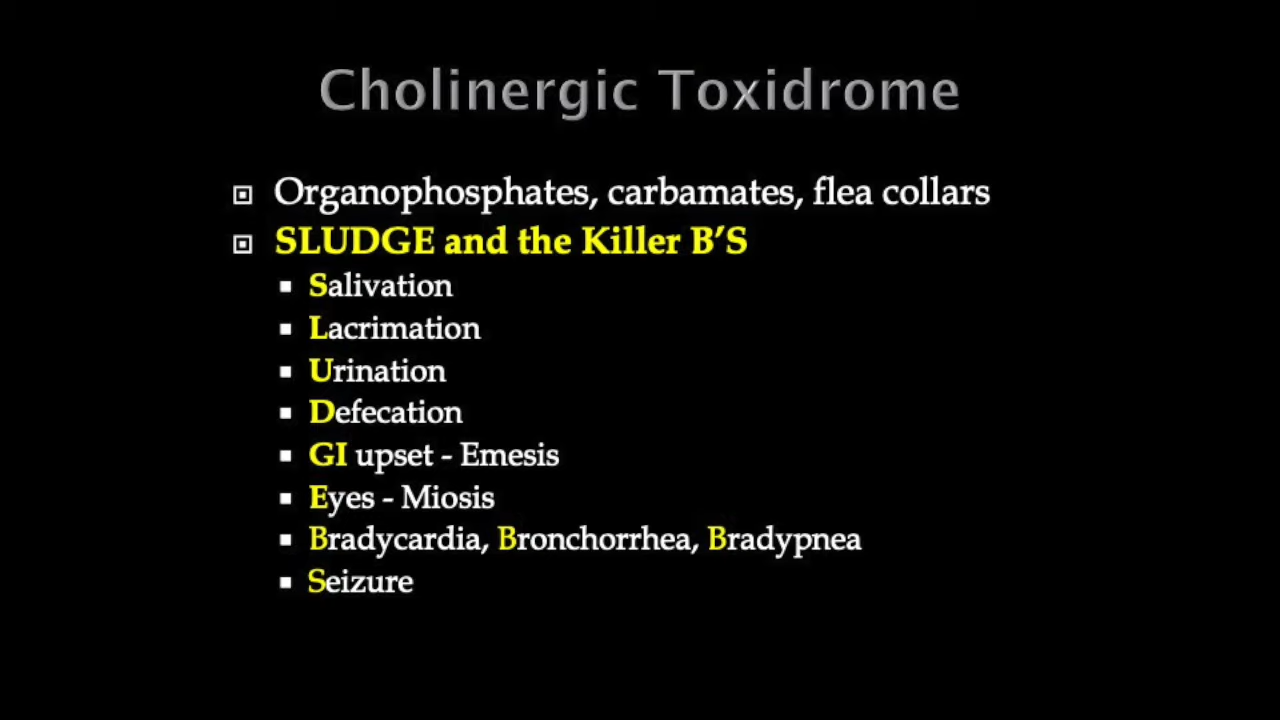 Cholinergic Toxidrome
Organophosphates, carbamates, flea collars
SLUDGE and the Killer B'S
Salivation
Lacrimation
Urination
Defecation
GI upset - Emesis
Eyes - Miosis
Bradycardia, Bronchorrhea, Bradypnea
Seizure